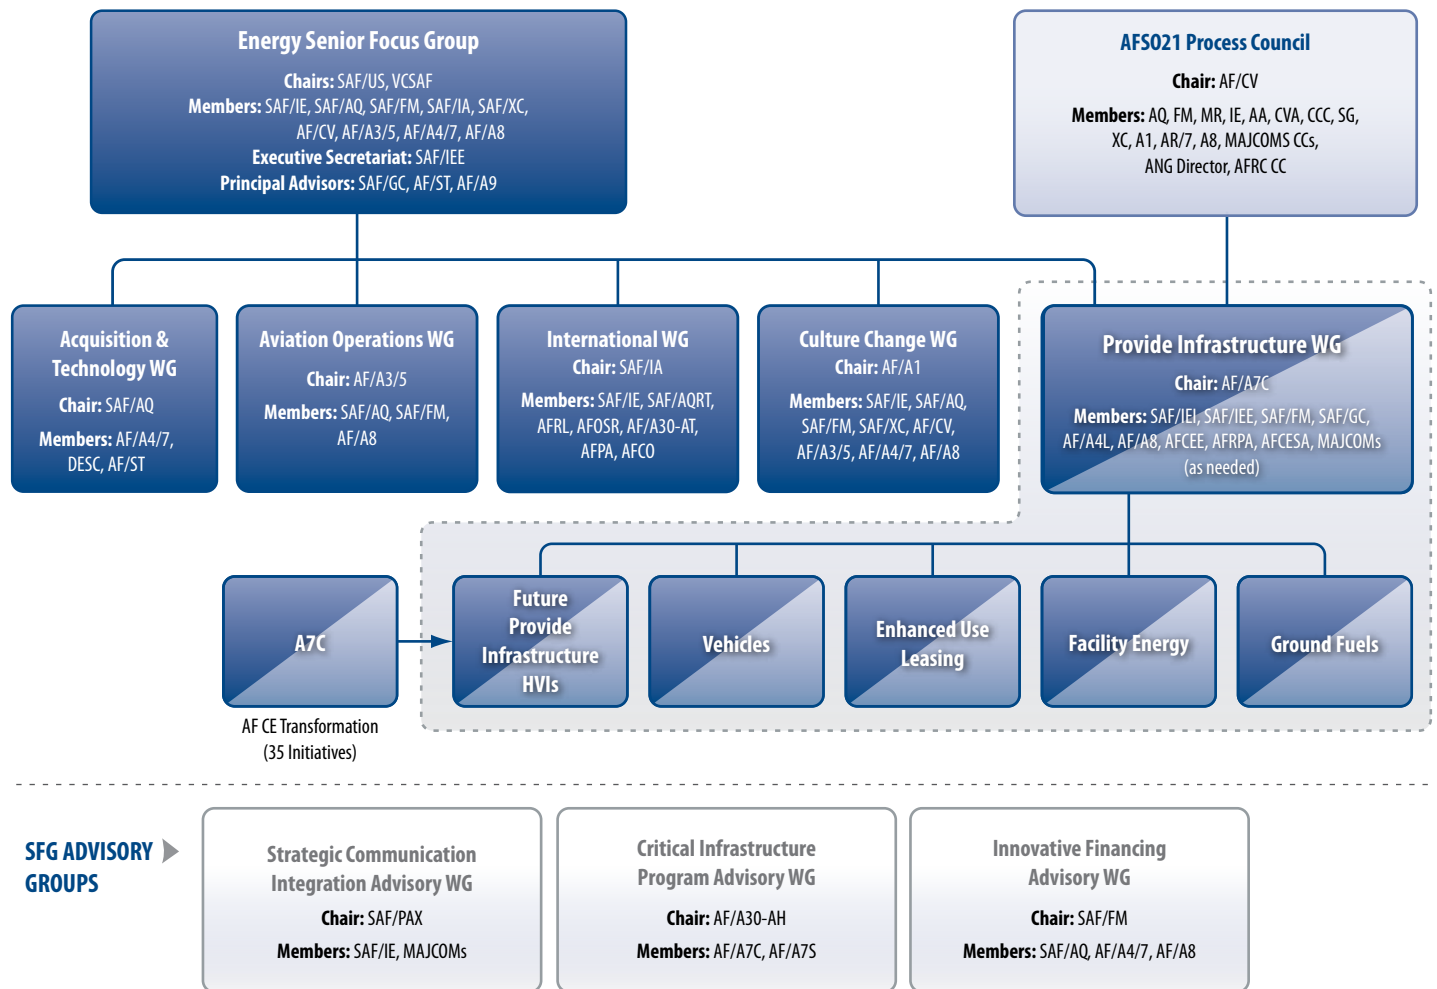 Energy Senior Focus Group
Chairs: SAF/US, VCSAF
Members: SAF/IE, SAF/AQ, SAF/FM, SAF/IA, SAF/XC,
AF/CV, AF/A3/5, AF/A4/7, AF/A8
Executive Secretariat: SAF/IEE
Principal Advisors: SAF/GC, AF/ST, AF/A9
AFSO21 Process Council
Chair: AF/CV
Members: AQ, FM, MR, IE, AA, CVA, CCC, SG,
XC, A1, AR/7, A8, MAJCOMS CCs,
ANG Director, AFRC CC
Acquisition &
Technology WG
Chair: SAF/AQ
Members: AF/A4/7,
DESC, AF/ST
Aviation Operations WG
Chair: AF/A3/5
Members: SAF/AQ, SAF/FM,
AF/A8
International WG
Chair: SAF/IA
Members: SAF/IE, SAF/AQRT,
AFRL, AFOSR, AF/A30-AT,
AFPA, AFCO
Culture Change WG
Chair: AF/A1
Members: SAF/IE, SAF/AQ,
SAF/FM, SAF/XC, AF/CV,
AF/A3/5, AF/A4/7, AF/A8
Provide Infrastructure WG
Chair: AF/A7C
Members: SAF/IEI, SAF/IEE, SAF/FM, SAF/GC,
AF/A4L, AF/A8, AFCEE, AFRPA, AFCESA, MAJCOMs
(as needed)
A7C
AF CE Transformation
(35 Initiatives)
Future
Provide
Infrastructure
HVIs
Vehicles
Enhanced Use
Leasing
Facility Energy
Ground Fuels
SFG ADVISORY
GROUPS
Strategic Communication
Integration Advisory WG
Chair: SAF/PAX
Members: SAF/IE, MAJCOMs
Critical Infrastructure
Program Advisory WG
Chair: AF/A30-AH
Members: AF/A7C, AF/A7S
Innovative Financing
Advisory WG
Chair: SAF/FM
Members: SAF/AQ, AF/A4/7, AF/A8